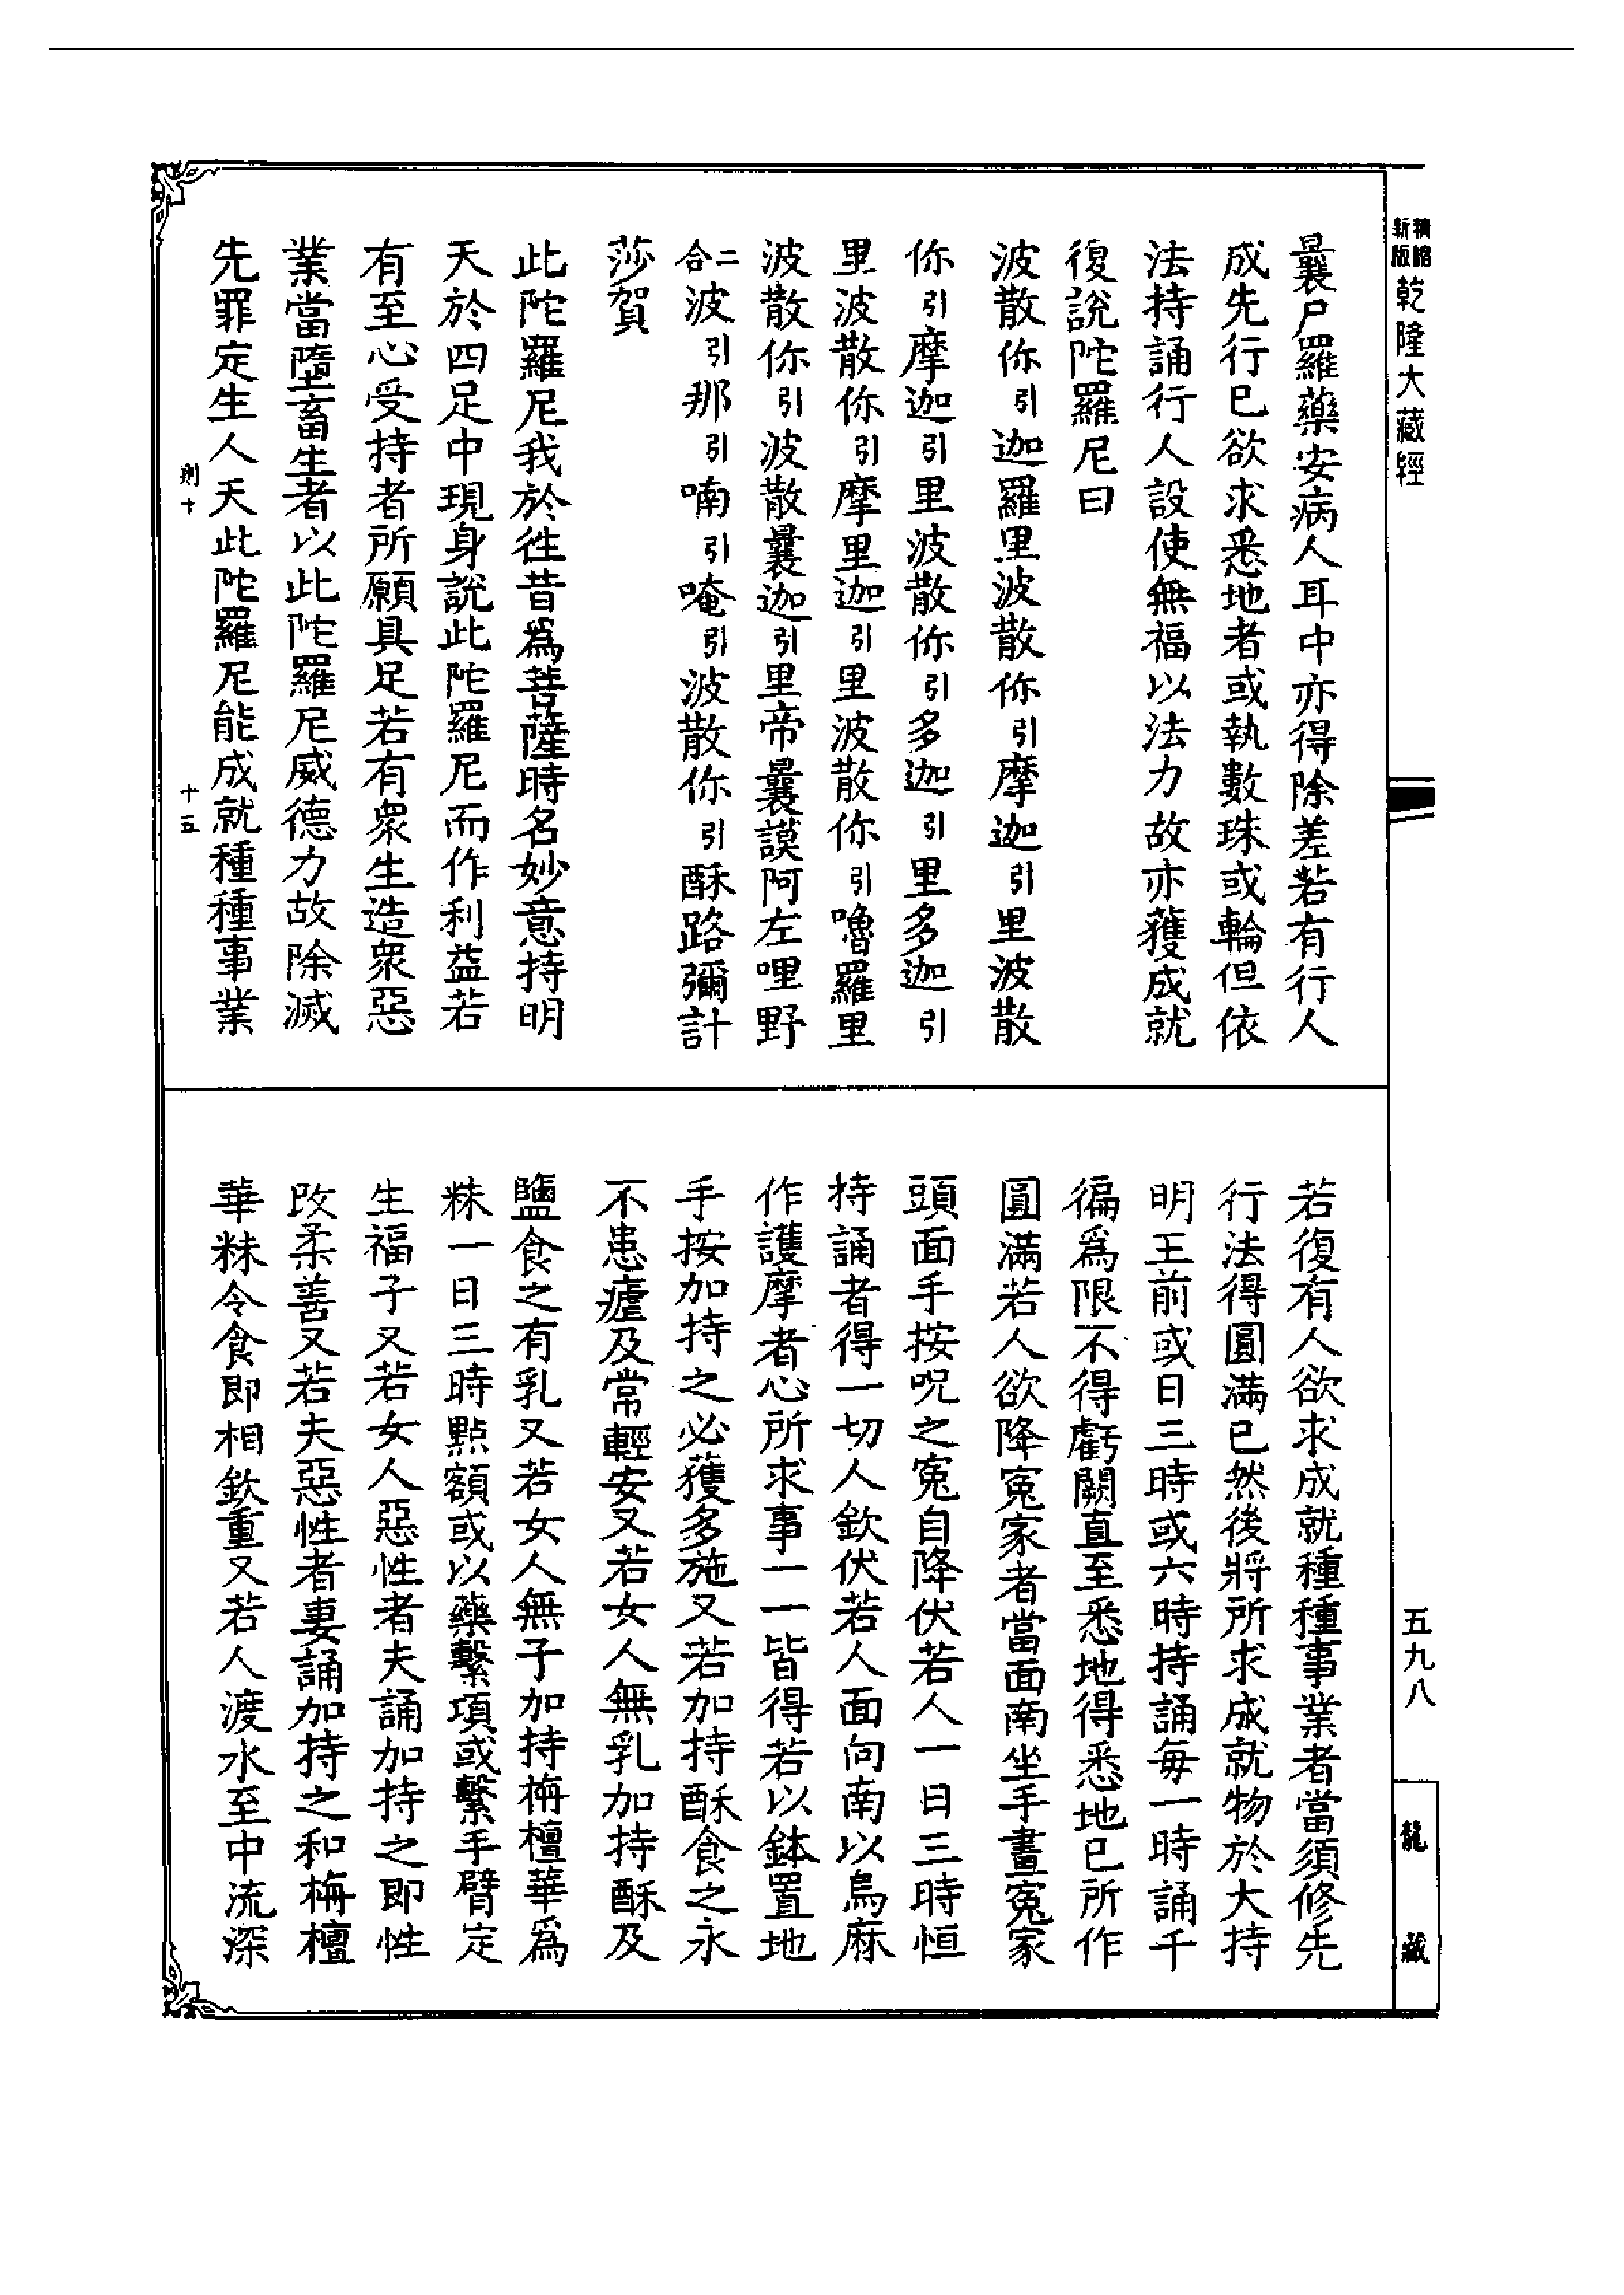 新版
精縮
乾隆大藏經
曩尸羅藥安病人耳中亦得除差若有行人
成先行已欲求悉地者或執數珠或輪但依
法持誦行人設使無福以法力故亦獲成就
復說陀羅尼曰
波散你引迦羅里波散你引摩迦引里波散
你引摩迦引里波散你引多迦引里多迦引
里波散你引摩里迦引里波散你引嚕羅里
波散你引波散曩迦引里帝曩謨阿左哩野
二合波引那引喃引唵引波散你引酥路彌計
莎賀
此陀羅尼我於徃昔爲菩薩時名妙意持明
天於四足中現身說此陀羅尼而作利益若
有至心受持者所願具足若有衆生造衆惡
業當墮畜生者以此陀羅尼威德力故除滅
先罪定生人天此陀羅尼能成就種種事業
則十
十五
若復有人欲求成就種種事業者當須修先
行法得圓滿已然後將所求成就物於大持
明王前或日三時或六時持誦每一時誦千
徧爲限不得虧闕直至悉地得悉地已所作
圓滿若人欲降寃家者當面南坐手畫寃家
頭面手按呪之寃自降伏若人一日三時恒
持誦者得一切人欽伏若人面向南以烏麻
作護摩者心所求事一一皆得若以鉢置地
手按加持之必獲多施又若加持酥食之永
不患瘧及常輕安又若女人無乳加持酥及
鹽食之有乳又若女人無子加持栴檀華爲
粖一日三時點額或以藥繫項或繫手臂定
生福子又若女人惡性者夫誦加持之即性
改柔善又若夫惡性者妻誦加持之和栴檀
華粖令食即相欽重又若人渡水至中流深
五九八
龍藏